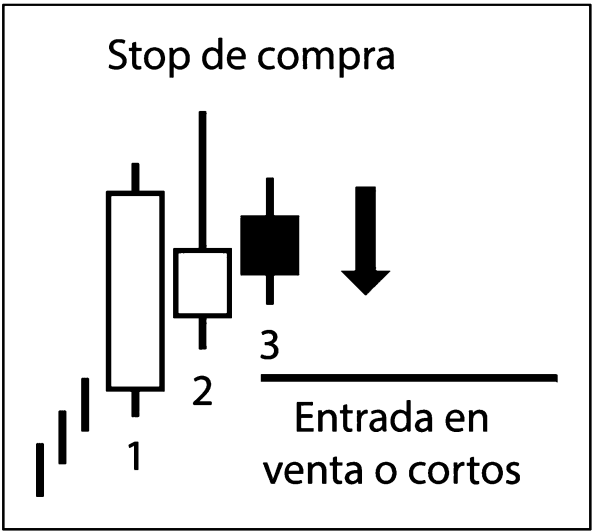 Stop de compra
3
2
1
Entrada en
venta o cortos